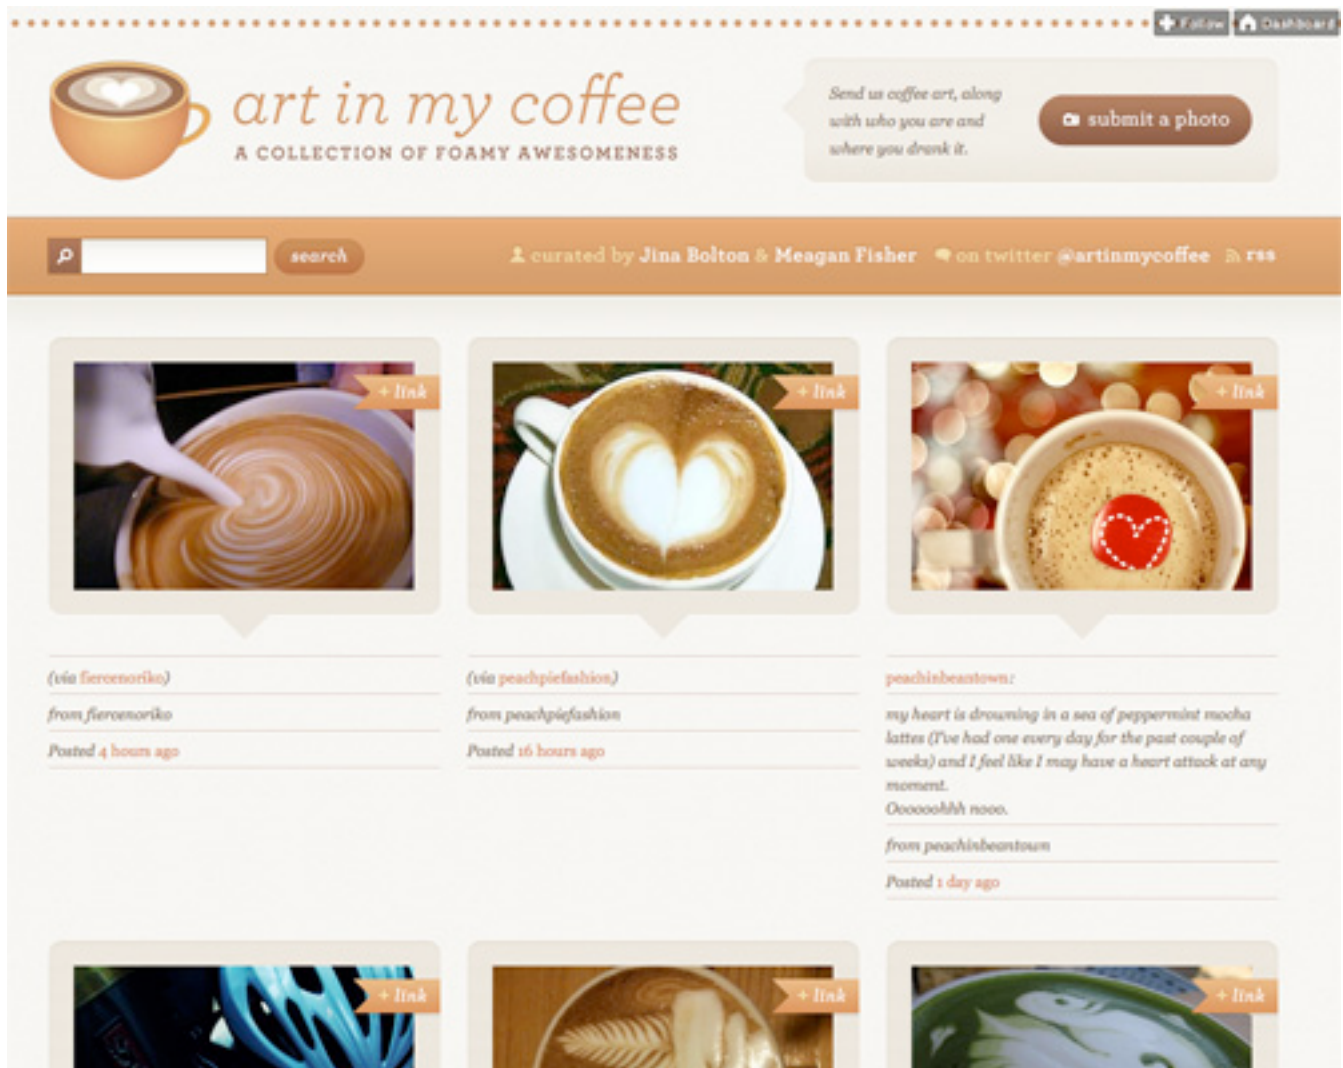 Follow
Dashboard
art in my coffee
A COLLECTION OF FOAMY AWESOMENESS
Send us coffee art, along
with who you are and
where you drank it.
submit a photo
search
curated by Jina Bolton & Meagan Fisher
on twitter @artinmycoffee
rss
+ link
+ link
+ link
(via fiercenoriko)
from fiercenoriko
Posted 4 hours ago
(via peachpiefashion)
from peachpiefashion
Posted 16 hours ago
peachinbeantown:
my heart is drowning in a sea of peppermint mocha
lattes (I've had one every day for the past couple of
weeks) and I feel like I may have a heart attack at any
moment.
Oooooohhh nooo.
from peachinbeantown
Posted 1 day ago
+ link
+ link
+ link